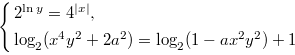 2^{\ln y} = 4^{|x|},
\log_2(x^4y^2 + 2a^2) = \log_2(1 - ax^2y^2) + 1